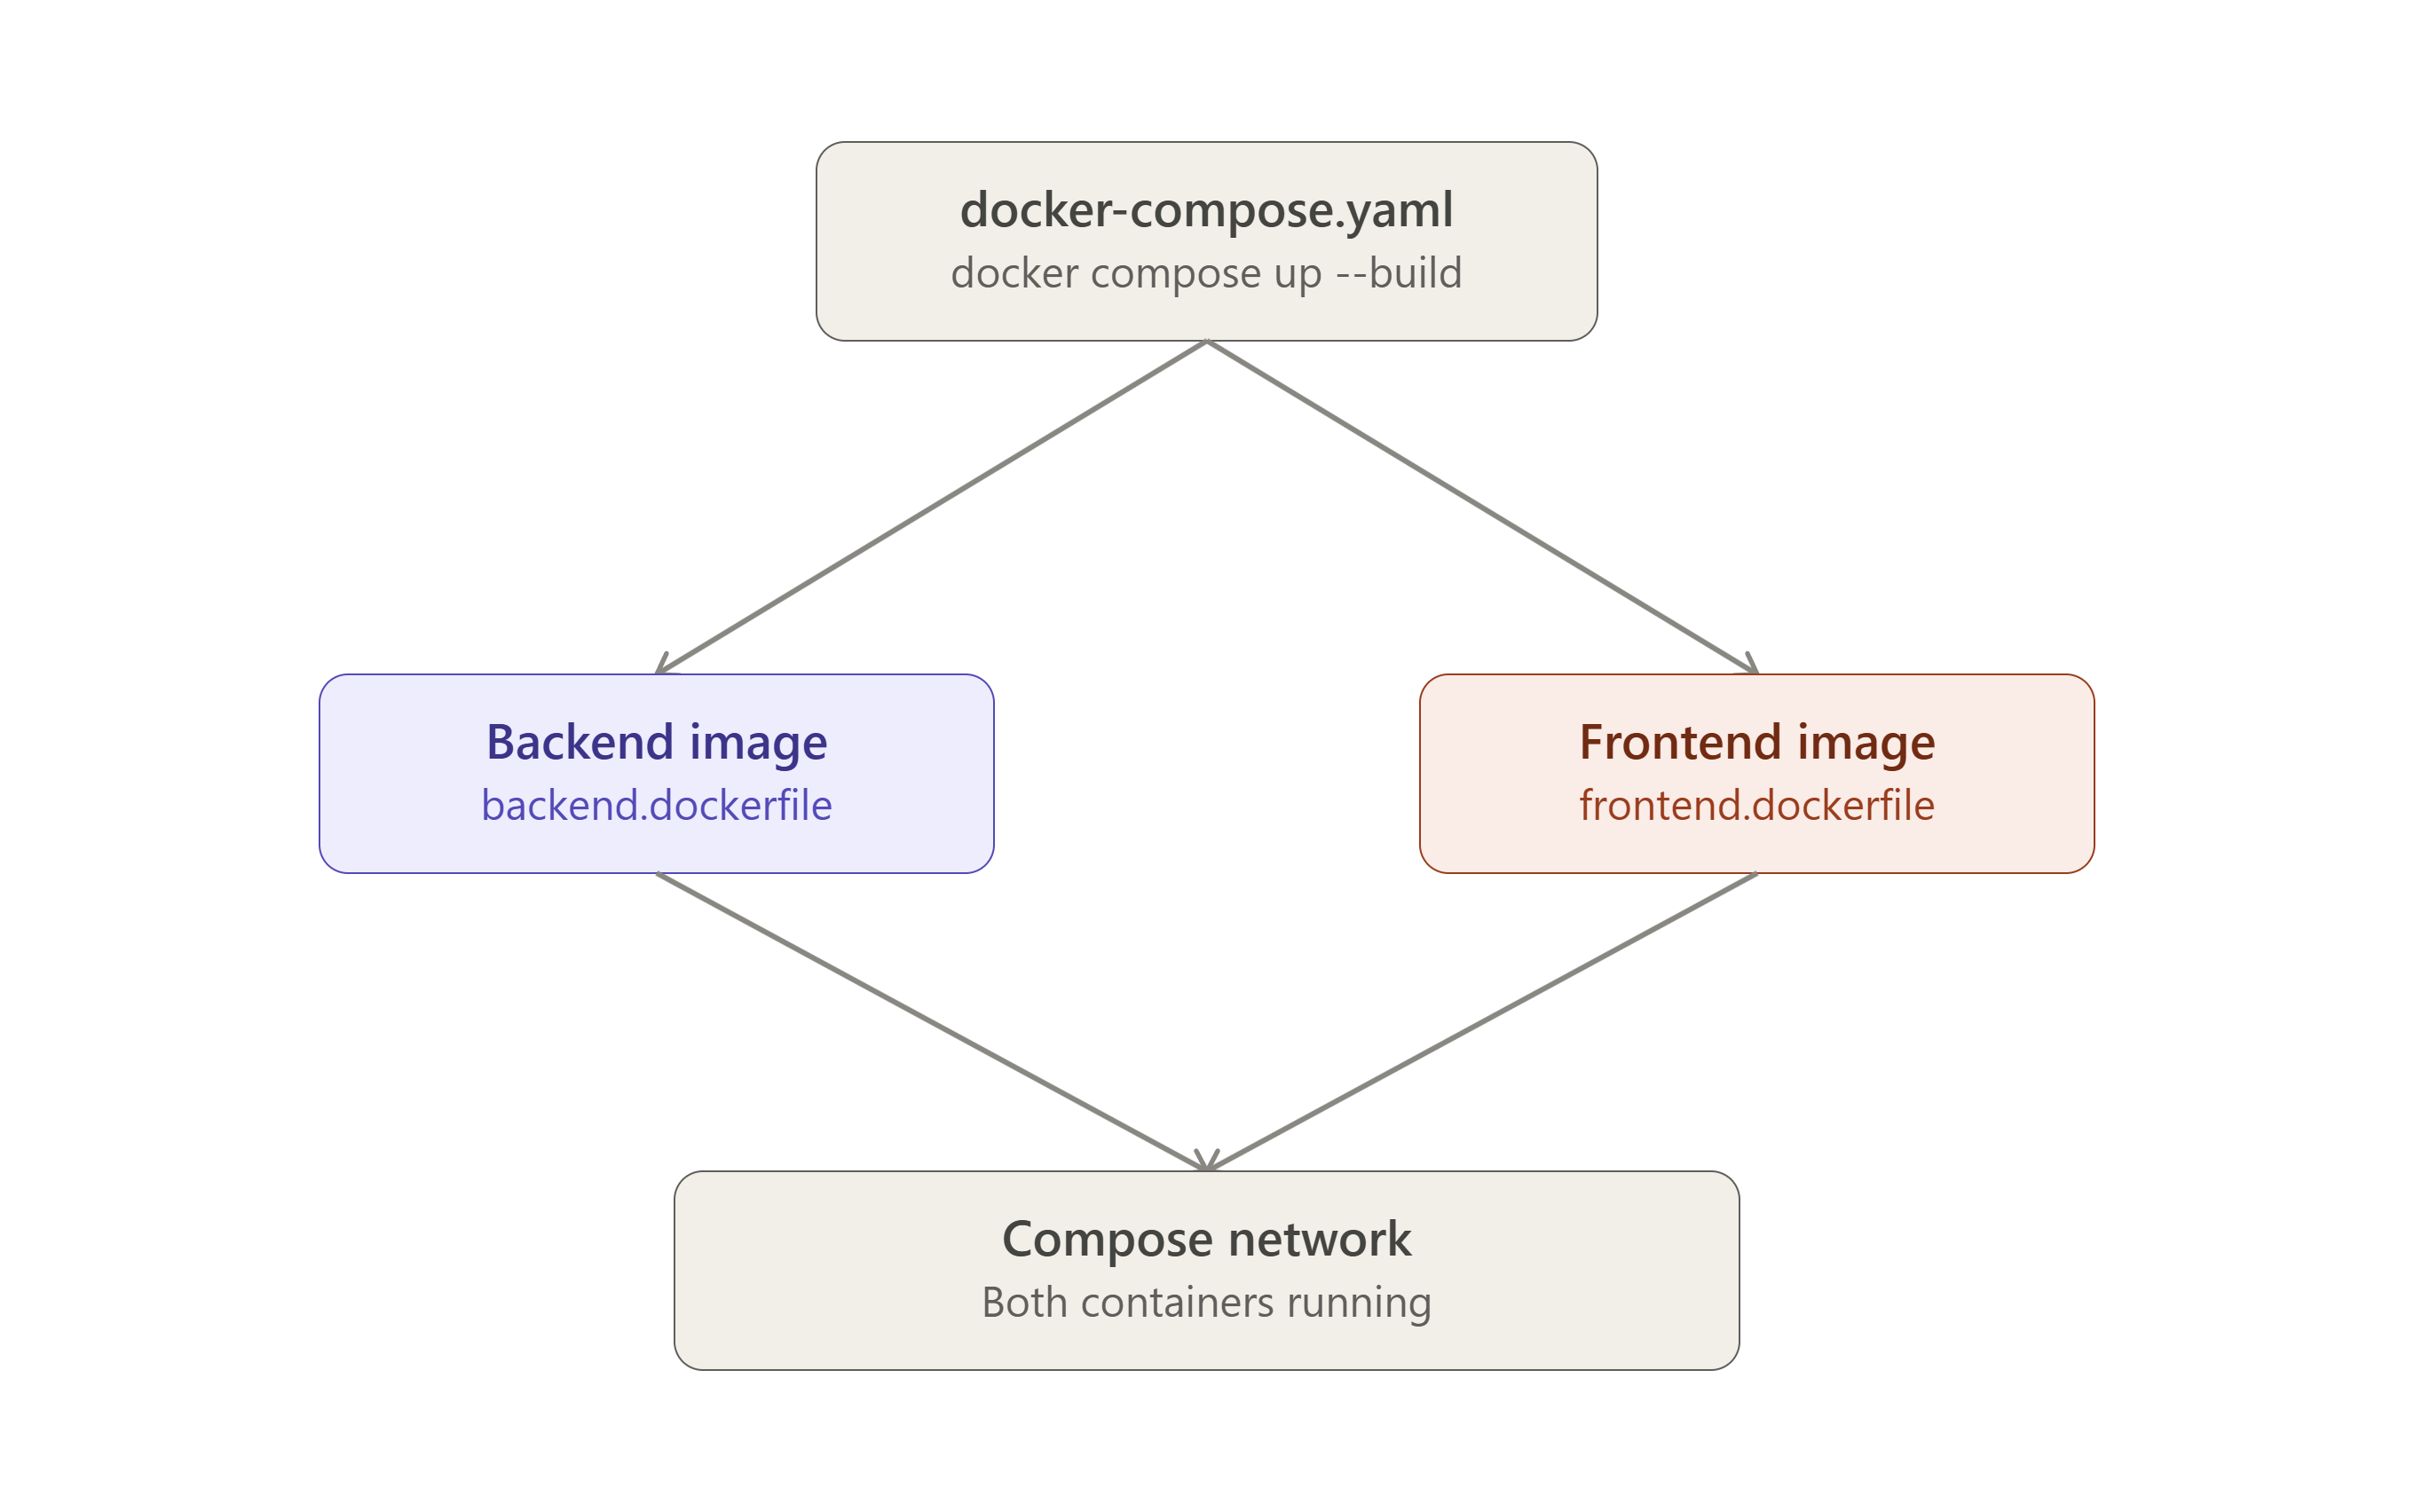 docker-compose.yaml
docker compose up --build
Backend image
backend.dockerfile
Frontend image
frontend.dockerfile
Compose network
Both containers running